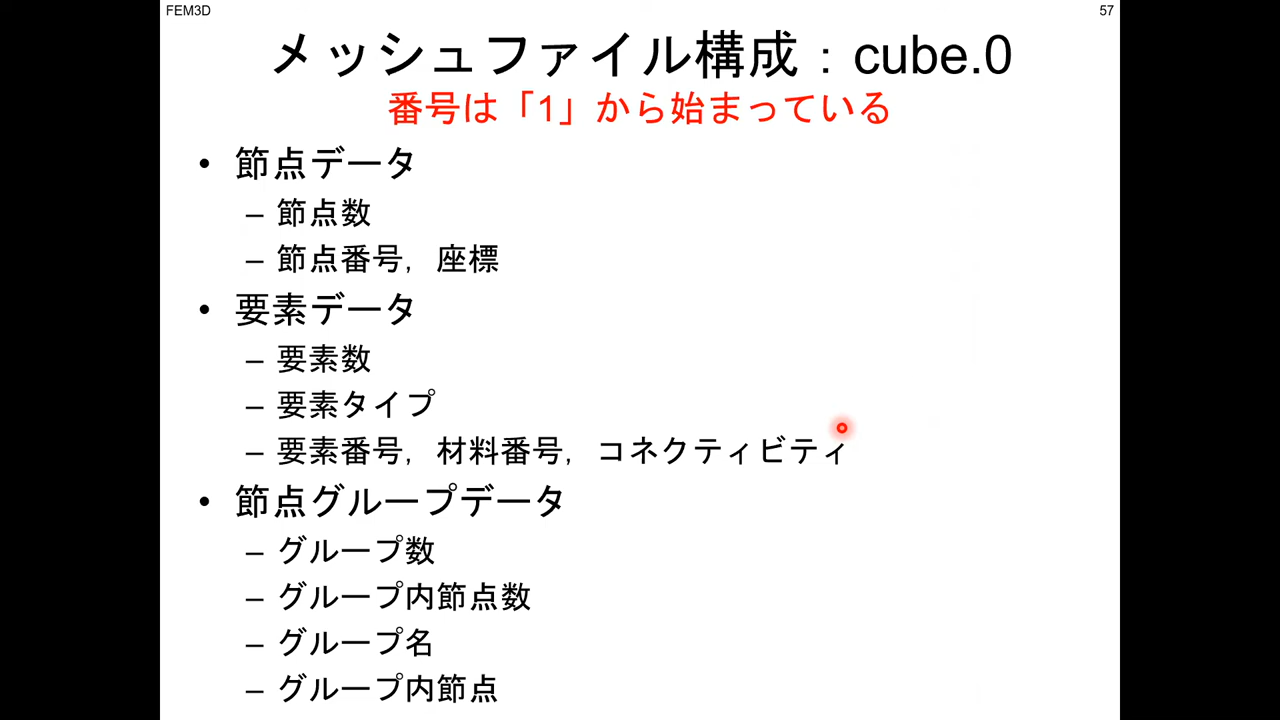 FEM3D
57
メッシュファイル構成：cube.0
番号は「1」から始まっている
• 節点データ
– 節点数
– 節点番号，座標
• 要素データ
– 要素数
– 要素タイプ
– 要素番号，材料番号，コネクティビティ
• 節点グループデータ
– グループ数
– グループ内節点数
– グループ名
– グループ内節点